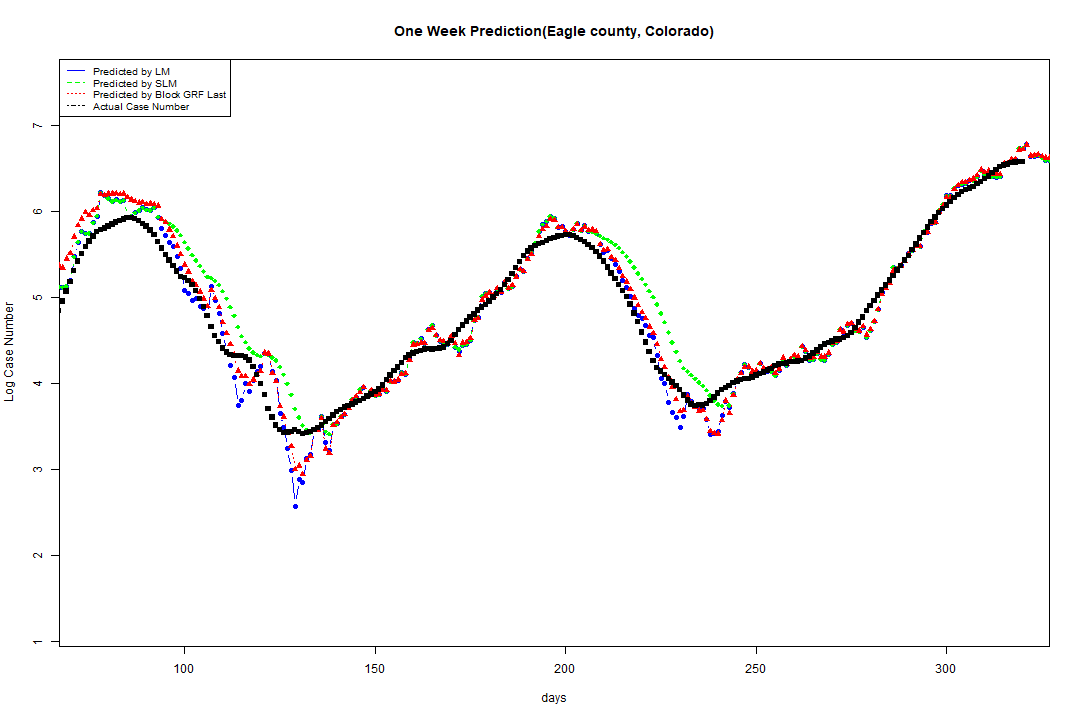 One Week Prediction(Eagle county, Colorado)
Predicted by LM
Predicted by SLM
Predicted by Block GRF Last
Actual Case Number
Log Case Number
7
6
5
4
3
2
1
100 150 200 250 300
days